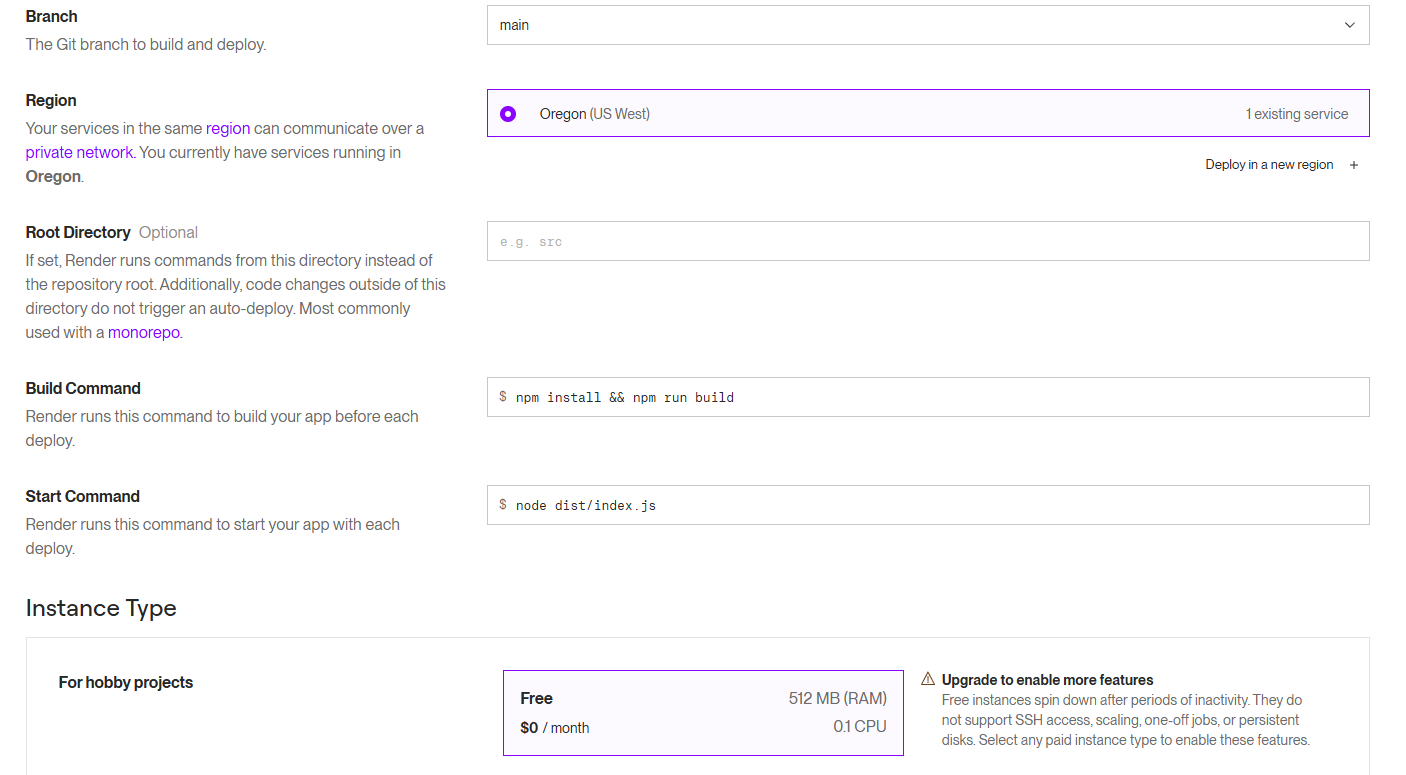 Branch
The Git branch to build and deploy.
main
Region
Your services in the same region can communicate over a
private network. You currently have services running in
Oregon.
Oregon (US West) 1 existing service
Deploy in a new region +
Root Directory Optional
If set, Render runs commands from this directory instead of
the repository root. Additionally, code changes outside of this
directory do not trigger an auto-deploy. Most commonly
used with a monorepo.
e.g. src
Build Command
Render runs this command to build your app before each
deploy.
$ npm install && npm run build
Start Command
Render runs this command to start your app with each
deploy.
$ node dist/index.js
Instance Type
For hobby projects
Free 512 MB (RAM)
$0 / month 0.1 CPU
Upgrade to enable more features
Free instances spin down after periods of inactivity. They do
not support SSH access, scaling, one-off jobs, or persistent
disks. Select any paid instance type to enable these features.